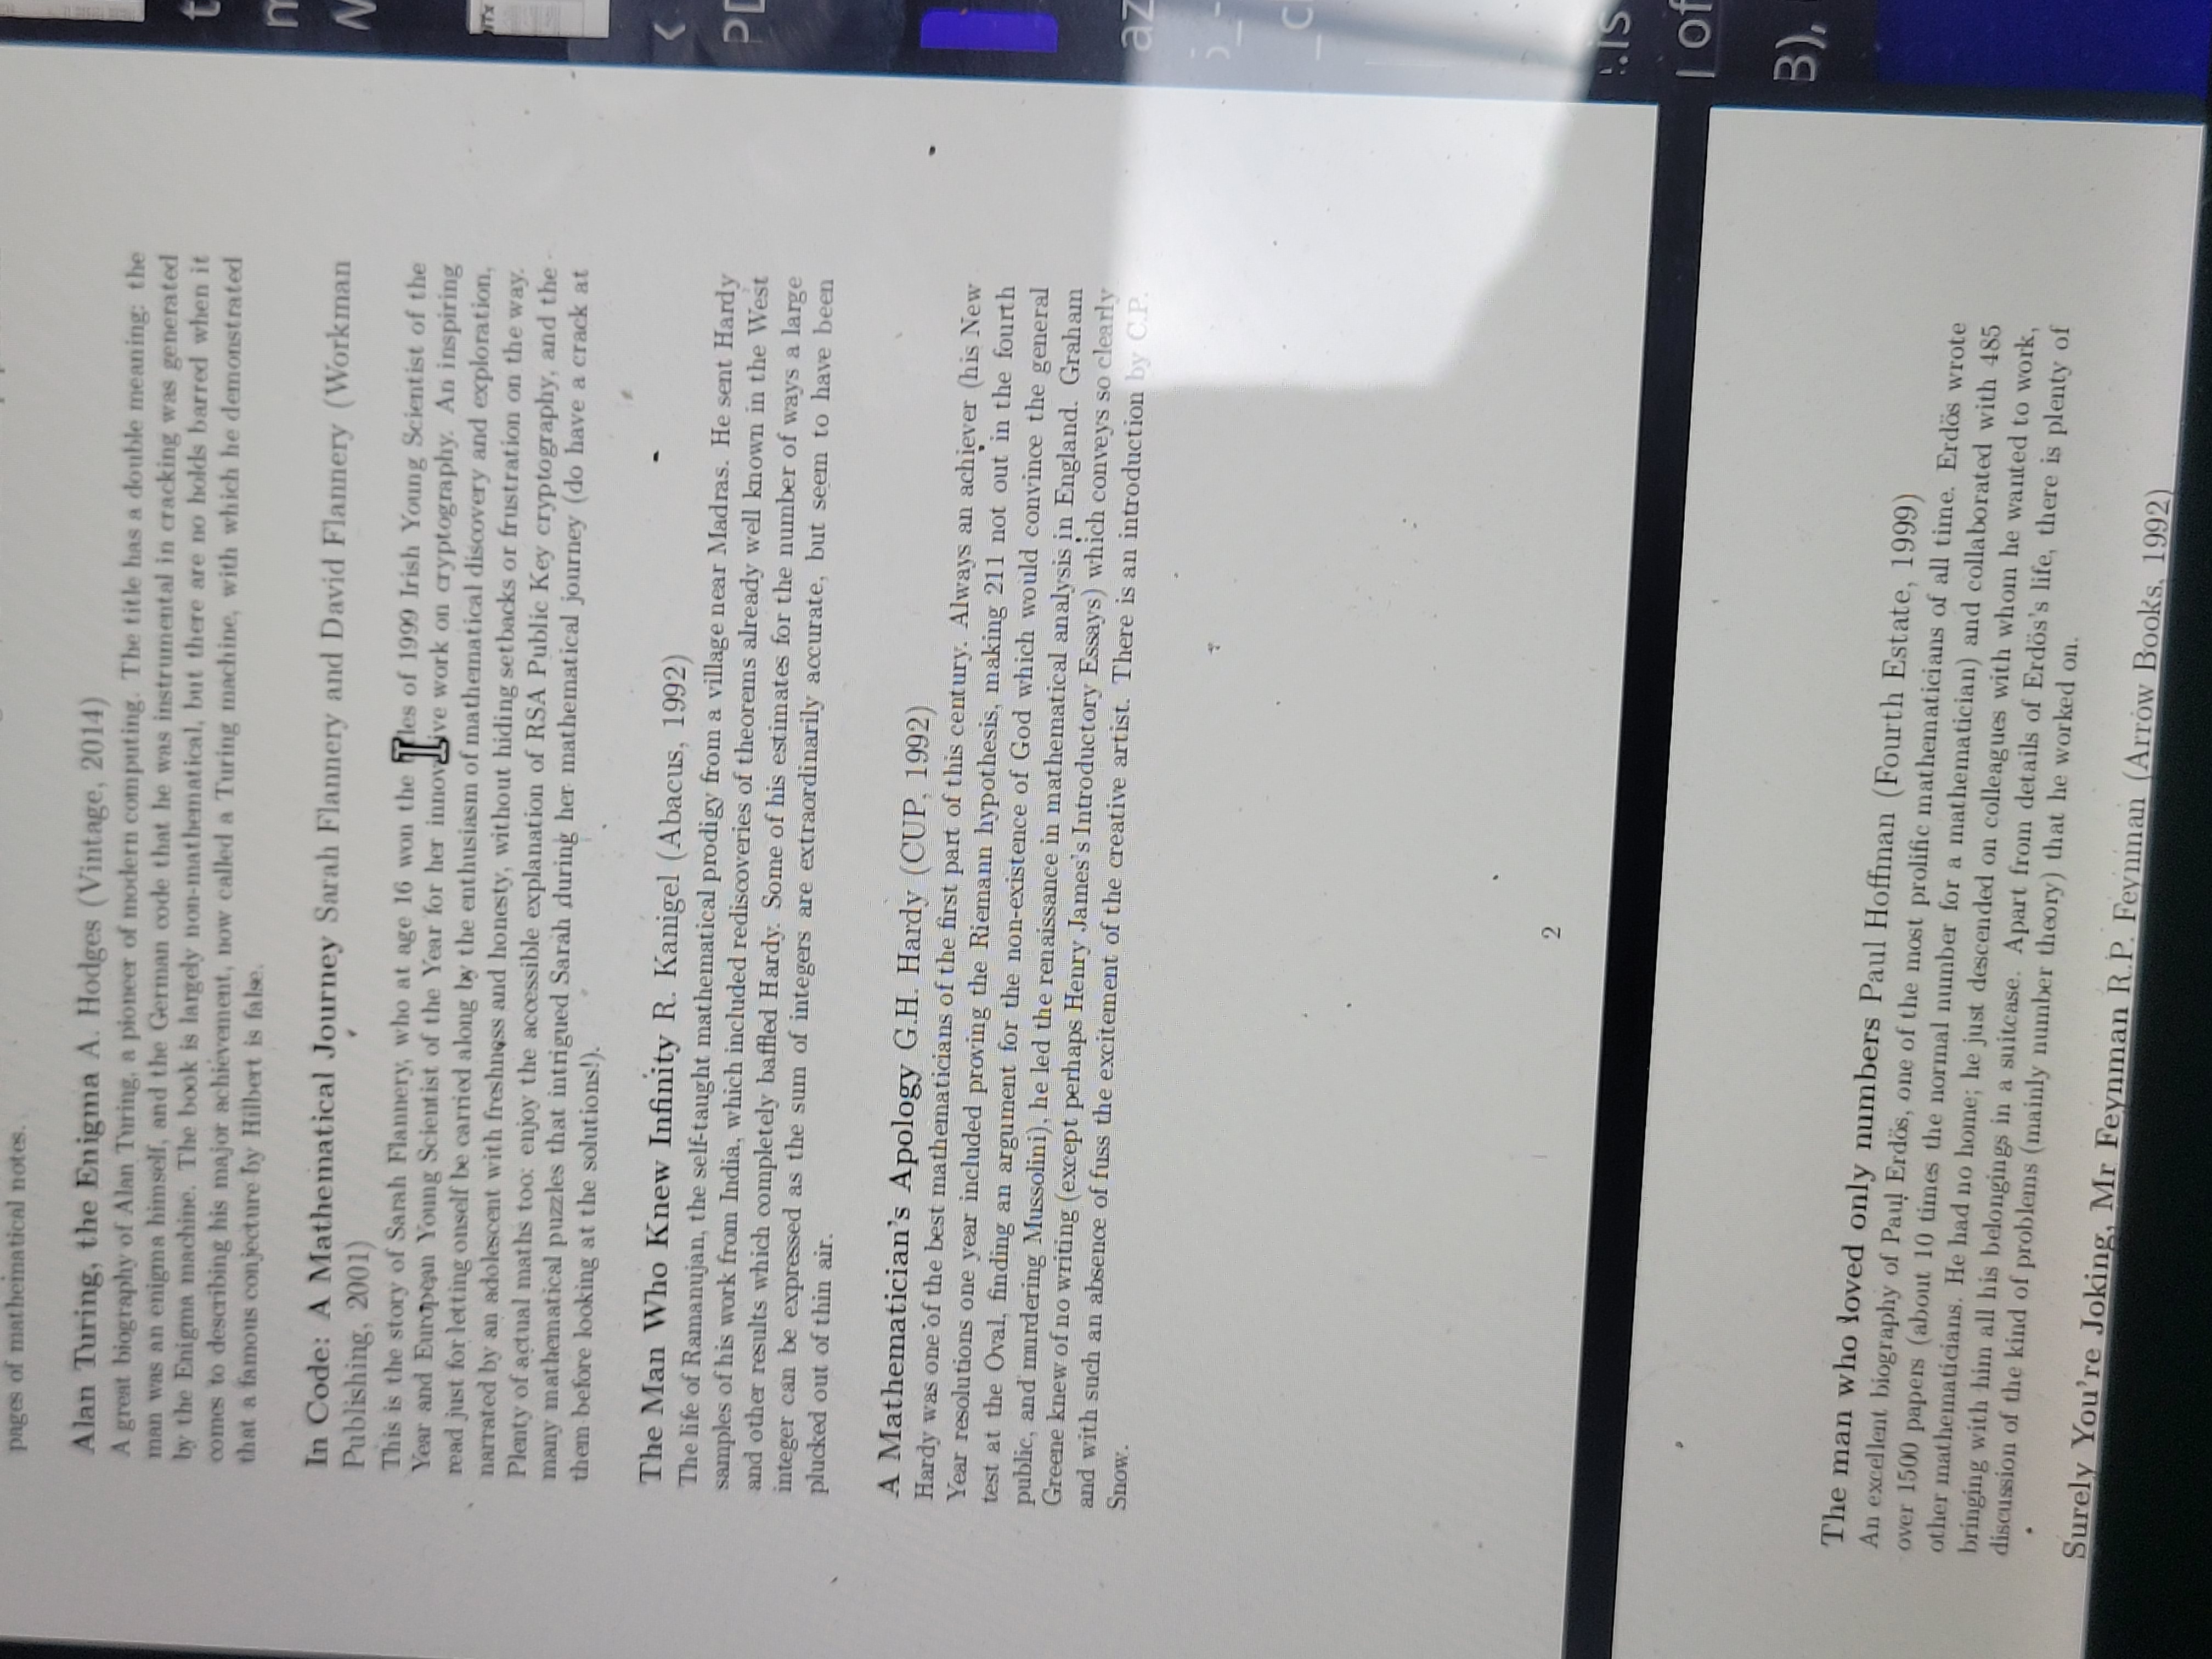 pages of mathematical notes.
Alan Turing, the Enigma A. Hodges (Vintage, 2014)
A great biography of Alan Turing, a pioneer of modern computing. The title has a double meaning: the
man was an enigma himself, and the German code that he was instrumental in cracking was generated
by the Enigma machine. The book is largely non-mathematical, but there are no holds barred when it
comes to describing his major achievement, now called a Turing machine, with which he demonstrated
that a famous conjecture by Hilbert is false.
In Code: A Mathematical Journey Sarah Flannery and David Flannery (Workman
Publishing, 2001)
This is the story of Sarah Flannery, who at age 16 won the titles of 1999 Irish Young Scientist of the
Year and European Young Scientist of the Year for her innovative work on cryptography. An inspiring
read just for letting onself be carried along by the enthusiasm of mathematical discovery and exploration,
narrated by an adolescent with freshness and honesty, without hiding setbacks or frustration on the way.
Plenty of actual maths too: enjoy the accessible explanation of RSA Public Key cryptography, and the
many mathematical puzzles that intrigued Sarah during her mathematical journey (do have a crack at
them before looking at the solutions!).
The Man Who Knew Infinity R. Kanigel (Abacus, 1992)
The life of Ramanujan, the self-taught mathematical prodigy from a village near Madras. He sent Hardy
samples of his work from India, which included rediscoveries of theorems already well known in the West
and other results which completely baffled Hardy. Some of his estimates for the number of ways a large
integer can be expressed as the sum of integers are extraordinarily accurate, but seem to have been
plucked out of thin air.
A Mathematician's Apology G.H. Hardy (CUP, 1992)
Hardy was one of the best mathematicians of the first part of this century. Always an achiever (his New
Year resolutions one year included proving the Riemann hypothesis, making 211 not out in the fourth
test at the Oval, finding an argument for the non-existence of God which would convince the general
public, and murdering Mussolini), he led the renaissance in mathematical analysis in England. Graham
Greene knew of no writing (except perhaps Henry James's Introductory Essays) which conveys so clearly
and with such an absence of fuss the excitement of the creative artist. There is an introduction by C.P.
Snow.
2
The man who loved only numbers Paul Hoffman (Fourth Estate, 1999)
An excellent biography of Paul Erdös, one of the most prolific mathematicians of all time. Erdös wrote
over 1500 papers (about 10 times the normal number for a mathematician) and collaborated with 485
other mathematicians. He had no home; he just descended on colleagues with whom he wanted to work,
bringing with him all his belongings in a suitcase. Apart from details of Erdös's life, there is plenty of
discussion of the kind of problems (mainly number theory) that he worked on.
Surely You're Joking, Mr Feynman R.P. Feynman (Arrow Books, 1992)
of
B),